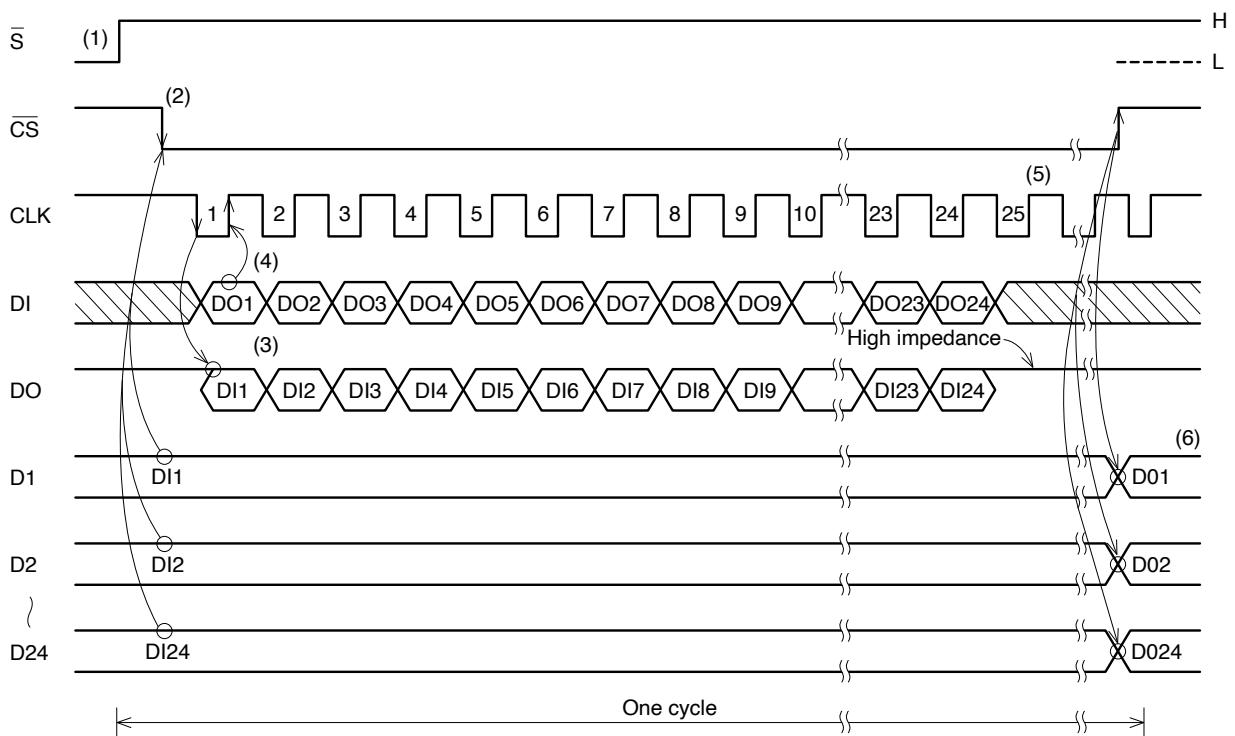 S (1) H
L
CS (2)
CLK 1 2 3 4 5 6 7 8 9 10 23 24 25 (5)
(4)
DI DO1 DO2 DO3 DO4 DO5 DO6 DO7 DO8 DO9 DO23 DO24
(3) High impedance
DO DI1 DI2 DI3 DI4 DI5 DI6 DI7 DI8 DI9 DI23 DI24
(6)
D1 DI1 D01
D2 DI2 D02
D24 DI24 D024
One cycle